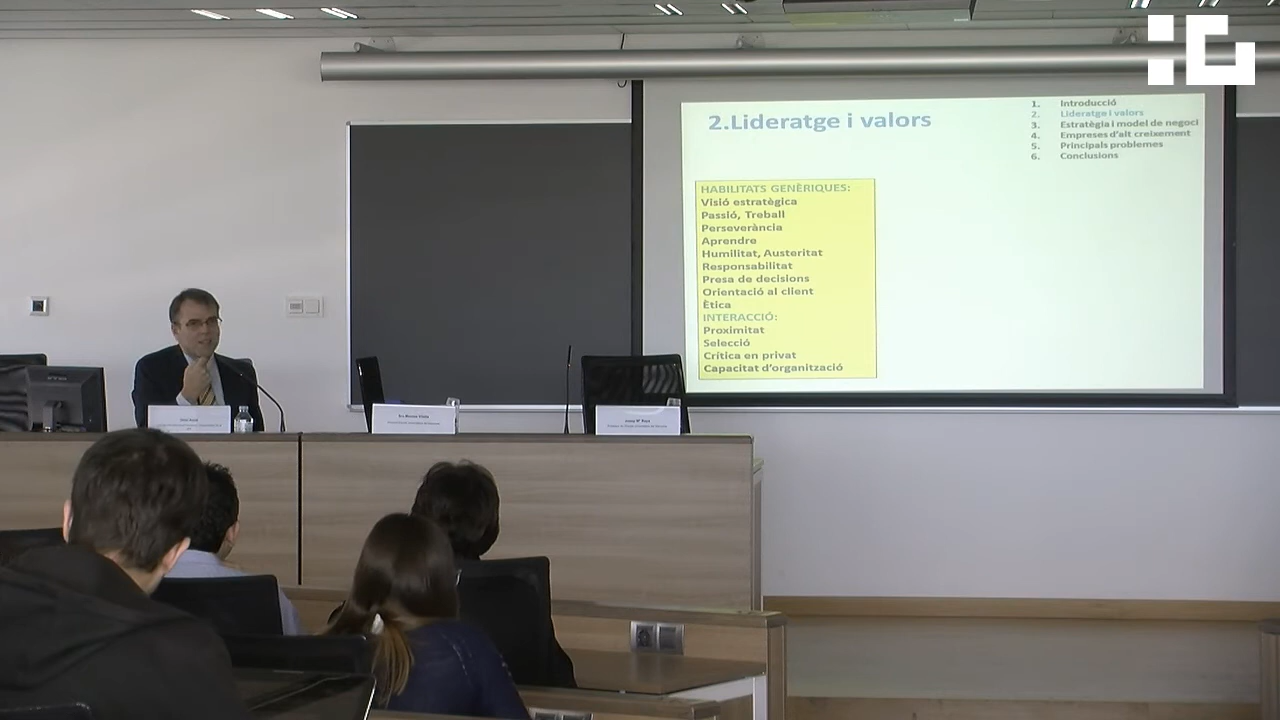 2.Lideratge i valors
1. Introducció
2. Lideratge i valors
3. Estratègia i model de negoci
4. Empreses d'alt creixement
5. Principals problemes
6. Conclusions
HABILITATS GENÈRIQUES:
Visió estratègica
Passió, Treball
Perseverància
Aprendre
Humilitat, Austeritat
Responsabilitat
Presa de decisions
Orientació al client
Ètica
INTERACCIÓ:
Proximitat
Selecció
Crítica en privat
Capacitat d'organització